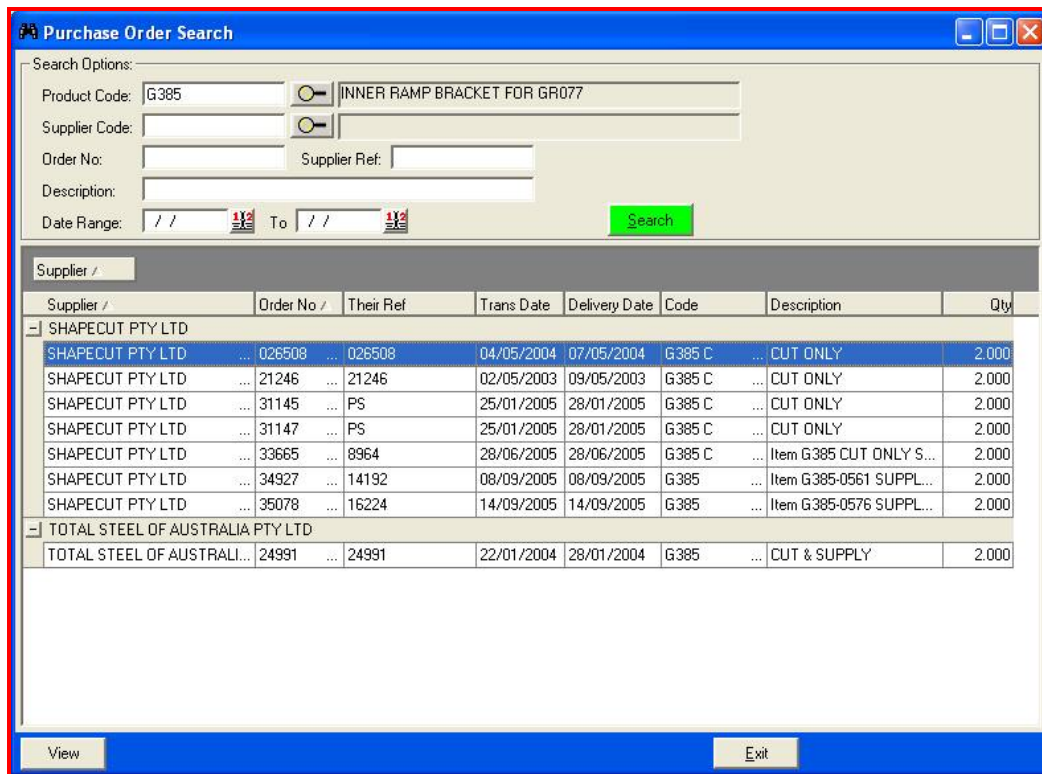 Purchase Order Search
Search Options:
Product Code: G385 INNER RAMP BRACKET FOR GR077
Supplier Code:
Order No: Supplier Ref:
Description:
Date Range: / / To / / Search
Supplier
Supplier Order No Their Ref Trans Date Delivery Date Code Description Qty
SHAPECUT PTY LTD
SHAPECUT PTY LTD ... 026508 ... 026508 04/05/2004 07/05/2004 G385 C ... CUT ONLY 2.000
SHAPECUT PTY LTD ... 21246 ... 21246 02/05/2003 09/05/2003 G385 C ... CUT ONLY 2.000
SHAPECUT PTY LTD ... 31145 ... PS 25/01/2005 28/01/2005 G385 C ... CUT ONLY 2.000
SHAPECUT PTY LTD ... 31147 ... PS 25/01/2005 28/01/2005 G385 C ... CUT ONLY 2.000
SHAPECUT PTY LTD ... 33665 ... 8964 28/06/2005 28/06/2005 G385 C ... Item G385 CUT ONLY S... 2.000
SHAPECUT PTY LTD ... 34927 ... 14192 08/09/2005 08/09/2005 G385 ... Item G385-0561 SUPPL... 2.000
SHAPECUT PTY LTD ... 35078 ... 16224 14/09/2005 14/09/2005 G385 ... Item G385-0576 SUPPL... 2.000
TOTAL STEEL OF AUSTRALIA PTY LTD
TOTAL STEEL OF AUSTRALI... 24991 ... 24991 22/01/2004 28/01/2004 G385 ... CUT & SUPPLY 2.000
View Exit